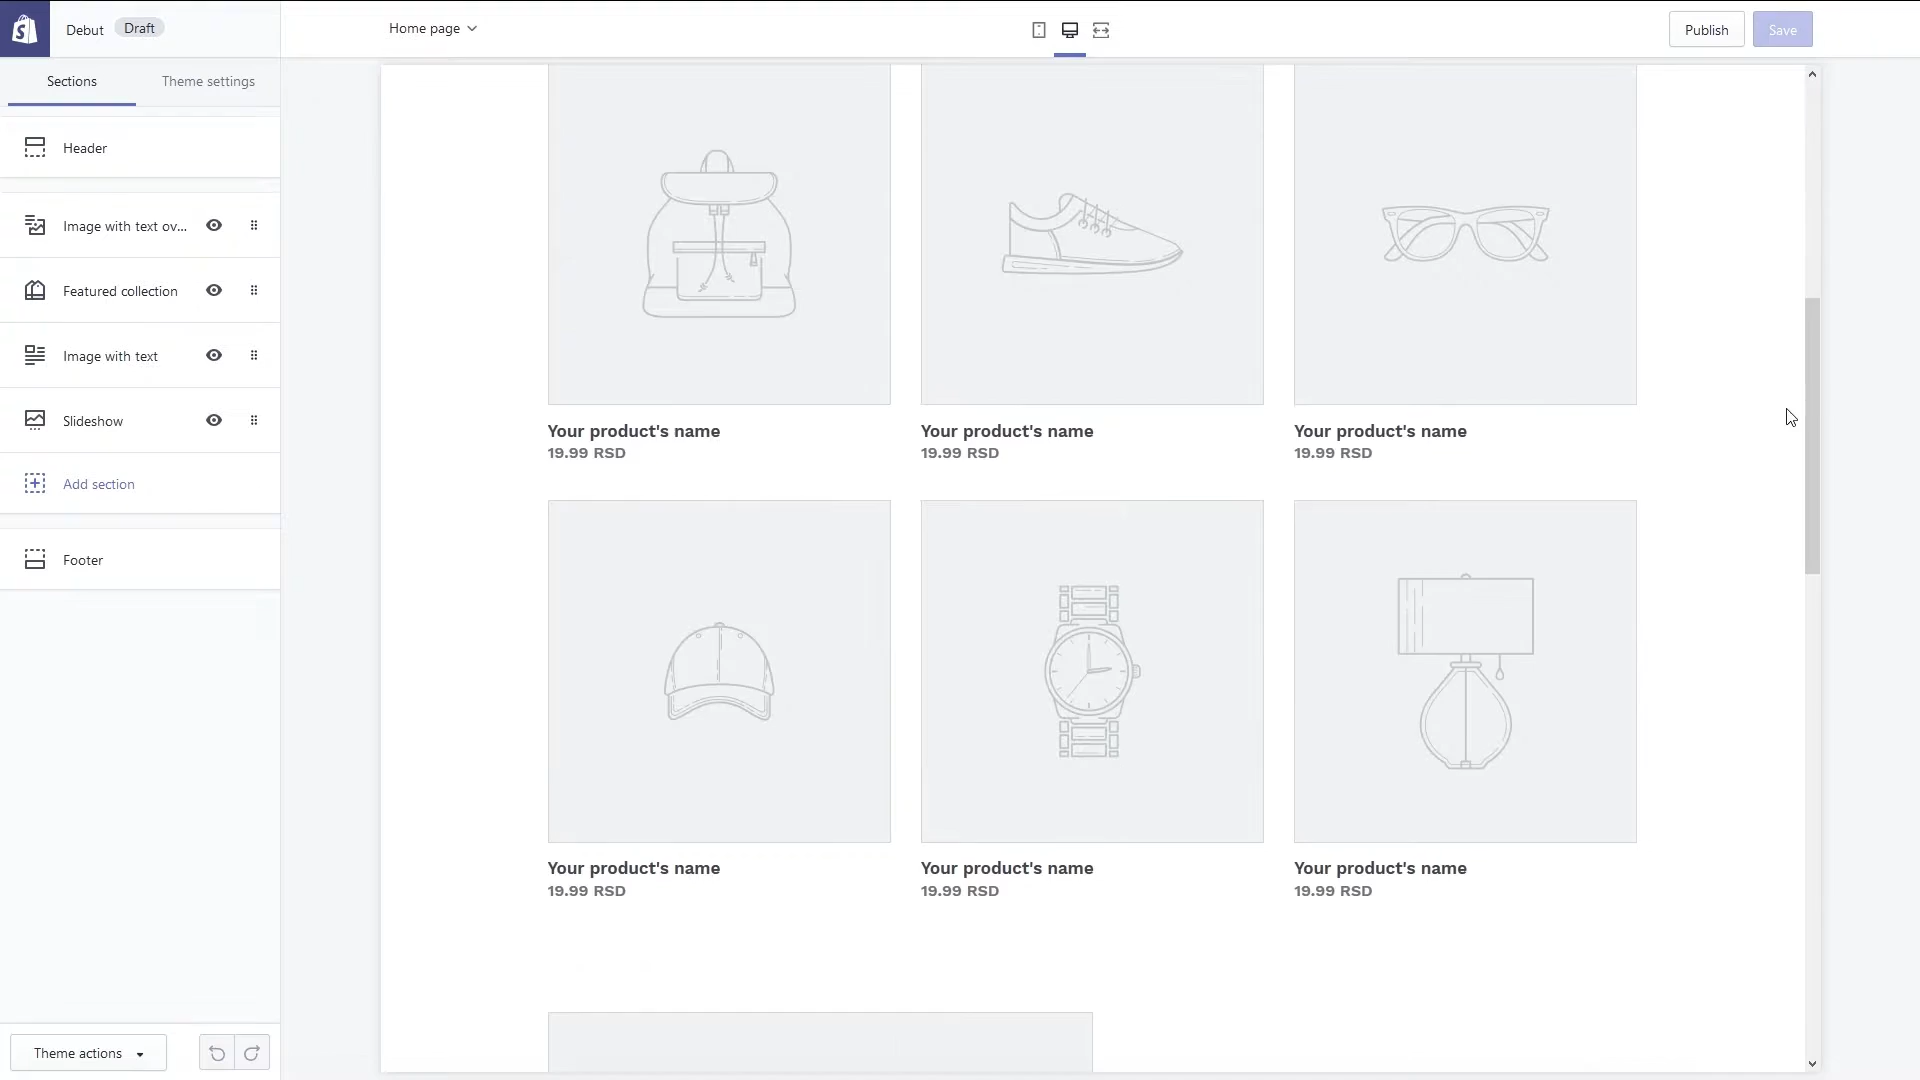 Debut Draft
Home page
Publish
Save
Sections
Theme settings
Header
Image with text ov...
Featured collection
Image with text
Slideshow
Add section
Footer
Theme actions
Your product's name
19.99 RSD
Your product's name
19.99 RSD
Your product's name
19.99 RSD
Your product's name
19.99 RSD
Your product's name
19.99 RSD
Your product's name
19.99 RSD